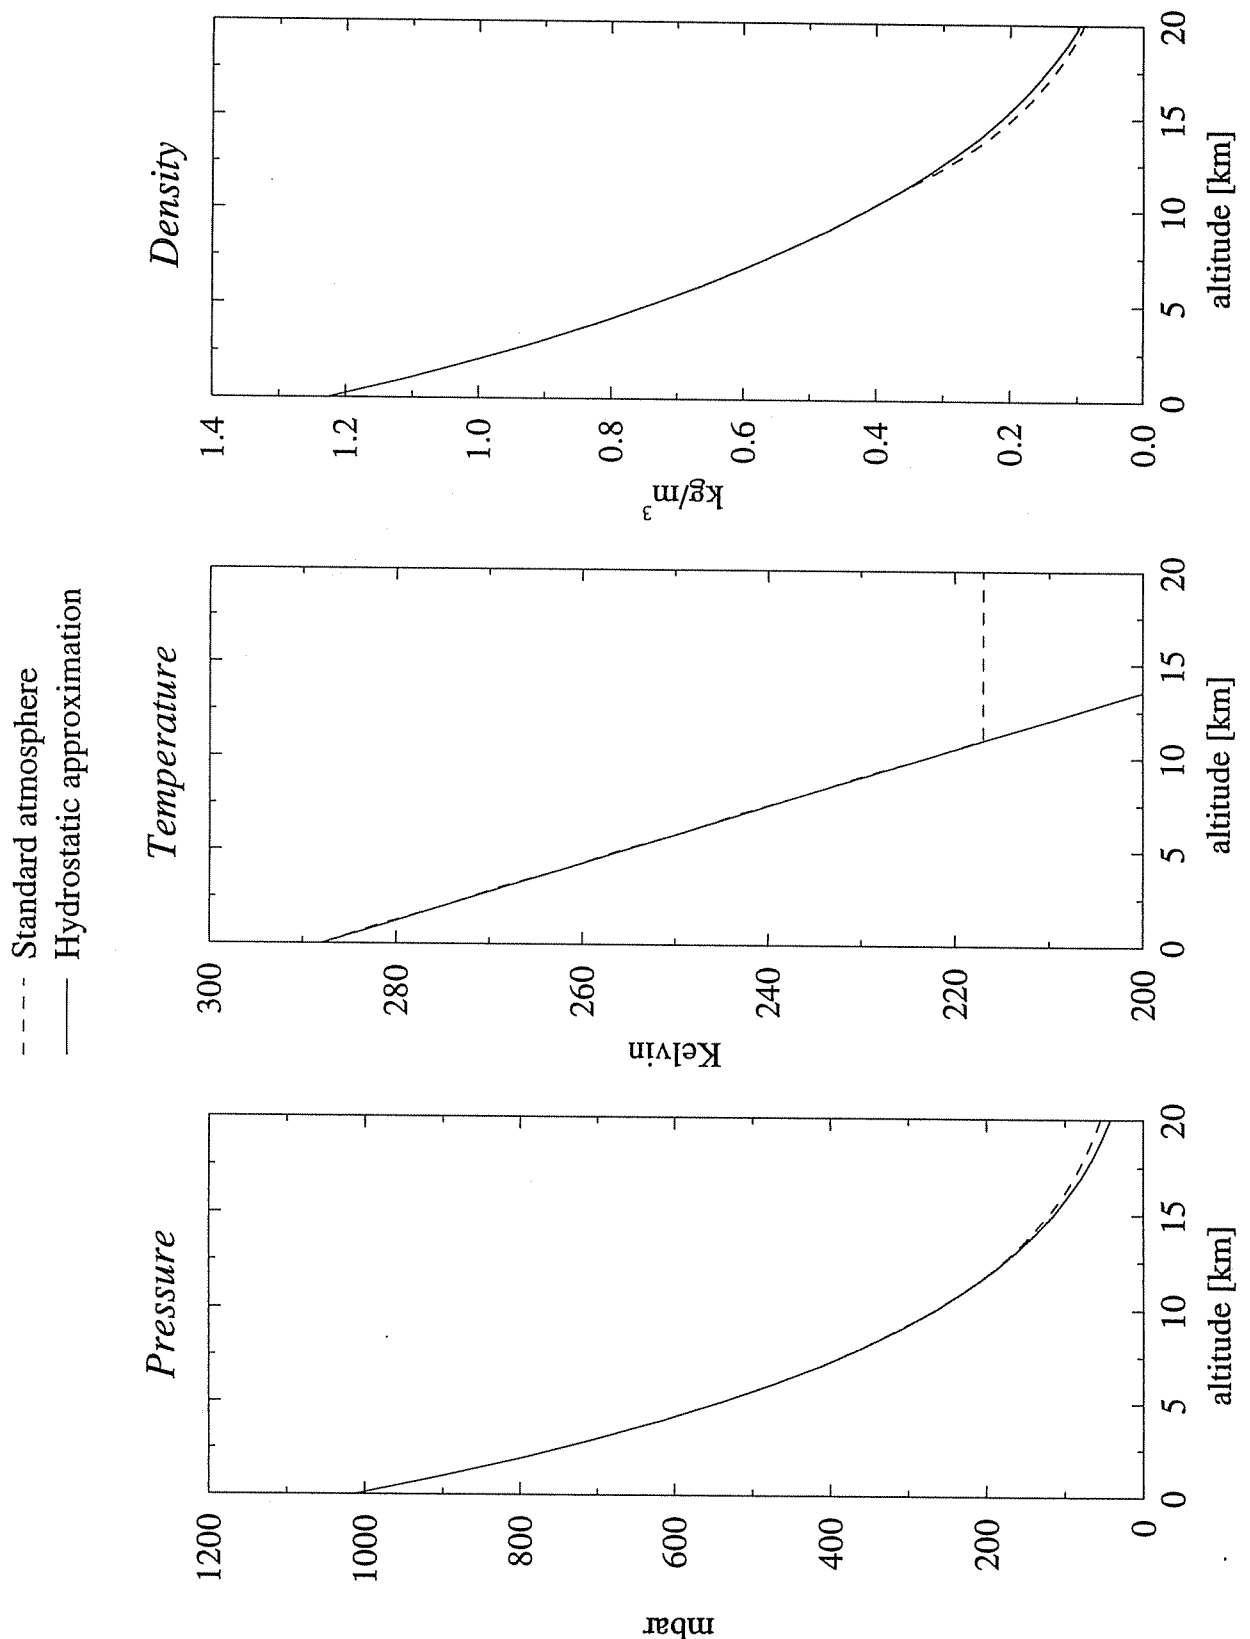 --- Standard atmosphere
— Hydrostatic approximation
Pressure
mbar
1200
1000
800
600
400
200
0
0 5 10 15 20
altitude [km]
Temperature
Kelvin
300
280
260
240
220
200
0 5 10 15 20
altitude [km]
Density
kg/m³
1.4
1.2
1.0
0.8
0.6
0.4
0.2
0.0
0 5 10 15 20
altitude [km]